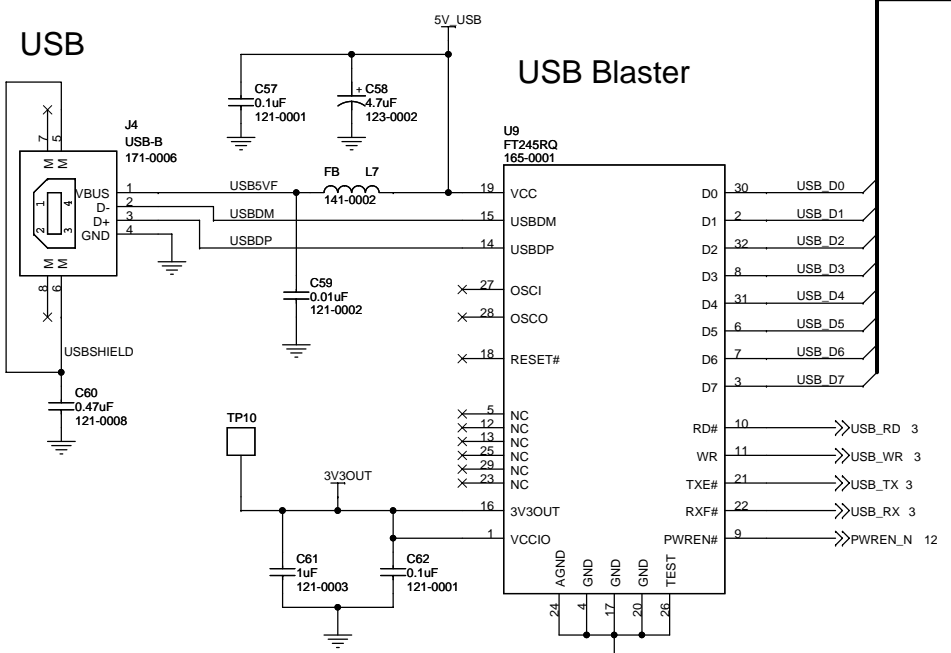 USB
USB Blaster
5V_USB
C57
0.1uF
121-0001
+ C58
4.7uF
123-0002
J4
USB-B
171-0006
7
5
M M
VBUS
D-
D+
GND
1
2
3
4
1 4
2 3
M M
8
6
USB5VF
USBDM
USBDP
FB L7
141-0002
C59
0.01uF
121-0002
USBSHIELD
C60
0.47uF
121-0008
TP10
3V3OUT
C61
1uF
121-0003
C62
0.1uF
121-0001
U9
FT245RQ
165-0001
19 VCC
15 USBDM
14 USBDP
27 OSCI
28 OSCO
18 RESET#
5 NC
12 NC
13 NC
25 NC
29 NC
23 NC
16 3V3OUT
1 VCCIO
D0 30 USB_D0
D1 2 USB_D1
D2 32 USB_D2
D3 8 USB_D3
D4 31 USB_D4
D5 6 USB_D5
D6 7 USB_D6
D7 3 USB_D7
RD# 10 USB_RD 3
WR 11 USB_WR 3
TXE# 21 USB_TX 3
RXF# 22 USB_RX 3
PWREN# 9 PWREN_N 12
AGND
GND
GND
GND
TEST
24
4
17
20
26